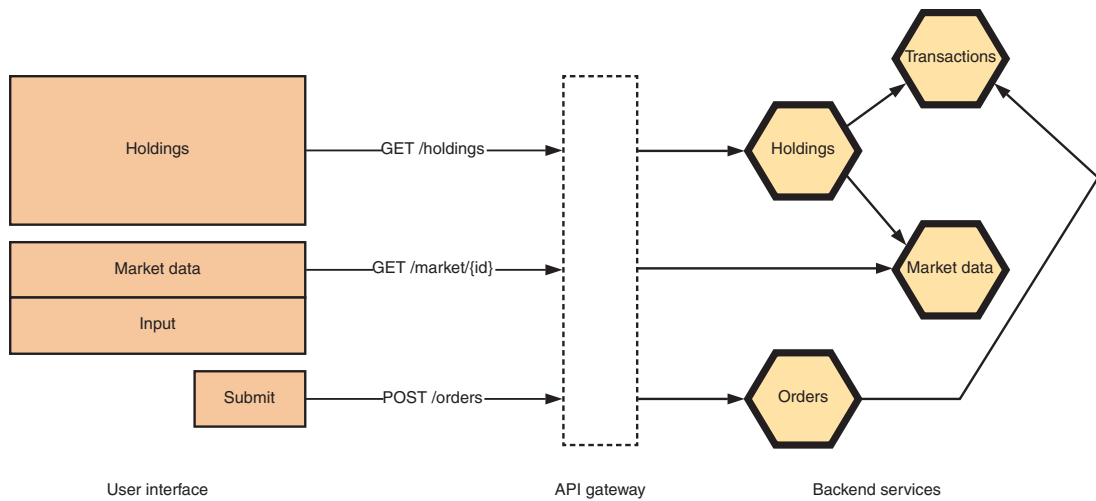 Transactions
Holdings
GET /holdings
Holdings
Market data
GET /market/{id}
Market data
Input
Submit
POST /orders
Orders
User interface
API gateway
Backend services